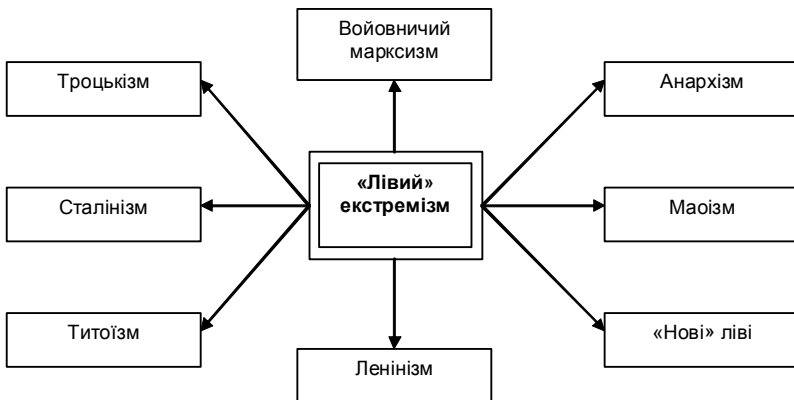 Войовничий
марксизм
Троцькізм
Анархізм
«Лівий»
екстремізм
Сталінізм
Маоїзм
Титоїзм
«Нові» ліві
Ленінізм